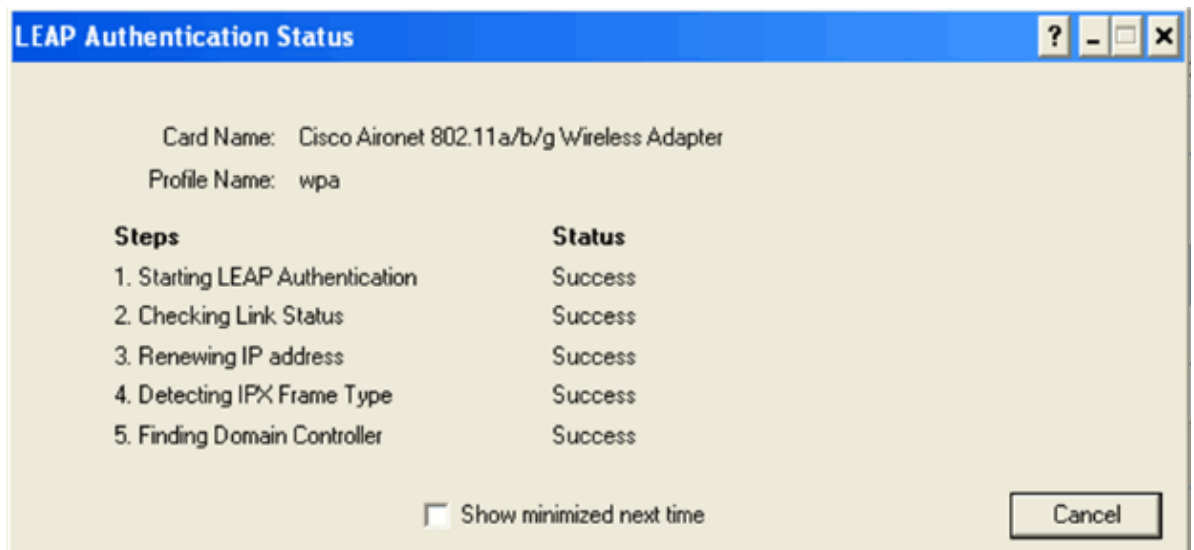 LEAP Authentication Status
Card Name: Cisco Aironet 802.11a/b/g Wireless Adapter
Profile Name: wpa
Steps Status
1. Starting LEAP Authentication Success
2. Checking Link Status Success
3. Renewing IP address Success
4. Detecting IPX Frame Type Success
5. Finding Domain Controller Success
Show minimized next time Cancel